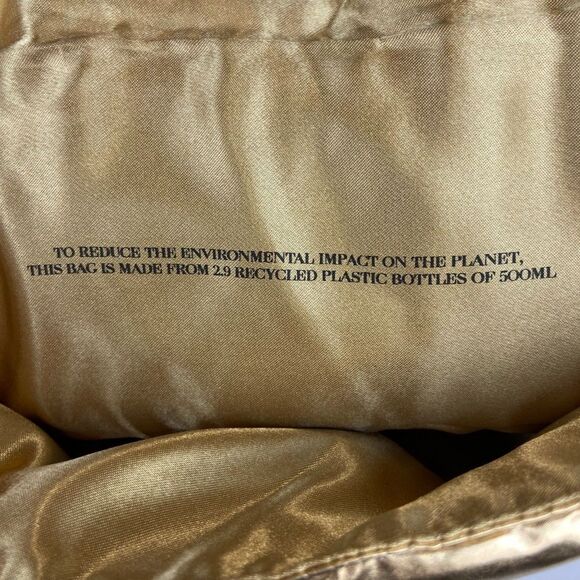 TO REDUCE THE ENVIRONMENTAL IMPACT ON THE PLANET,
THIS BAG IS MADE FROM 2.9 RECYCLED PLASTIC BOTTLES OF 500ML